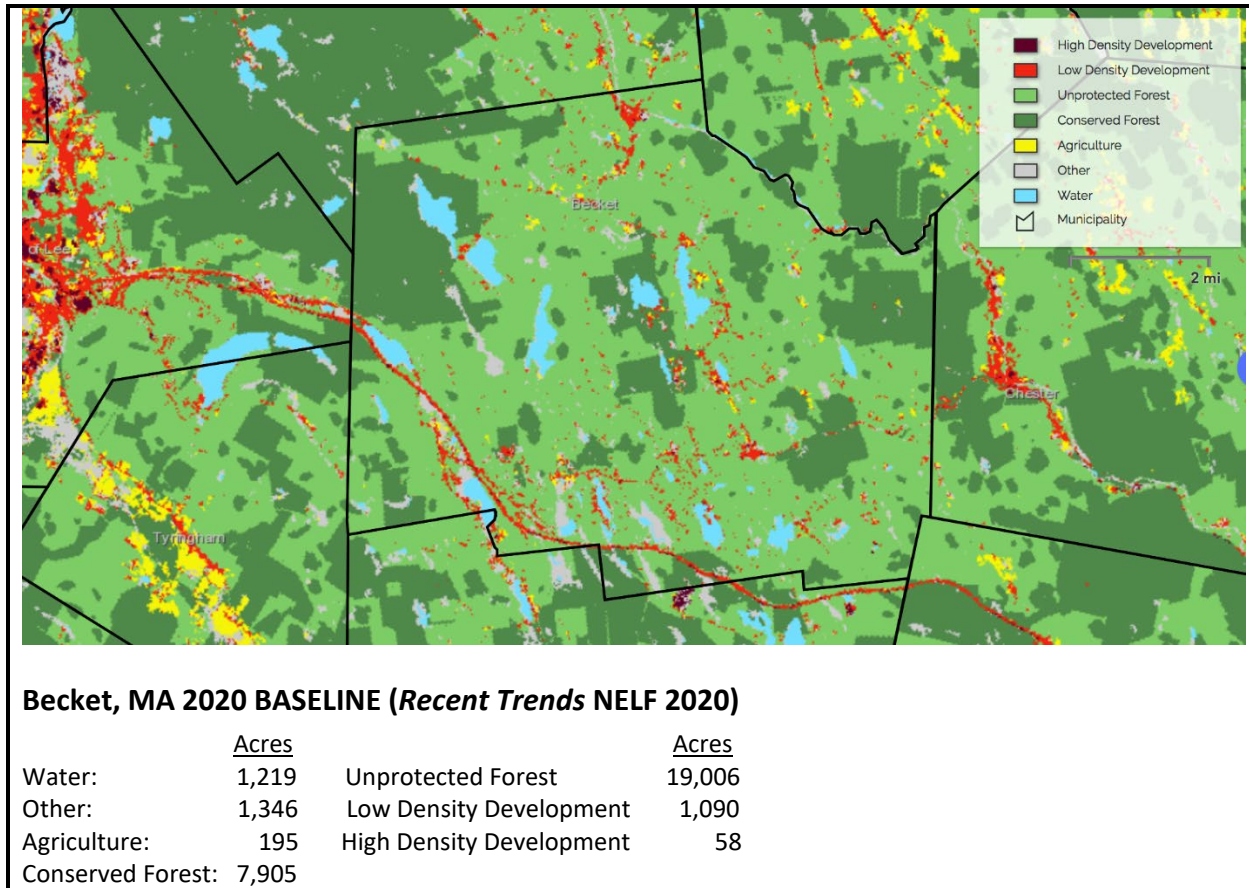 High Density Development
Low Density Development
Unprotected Forest
Conserved Forest
Agriculture
Other
Water
Municipality
2 mi
Becket
Chester
Tyringham
Becket, MA 2020 BASELINE (Recent Trends NELF 2020)
Acres Acres
Water: 1,219 Unprotected Forest 19,006
Other: 1,346 Low Density Development 1,090
Agriculture: 195 High Density Development 58
Conserved Forest: 7,905